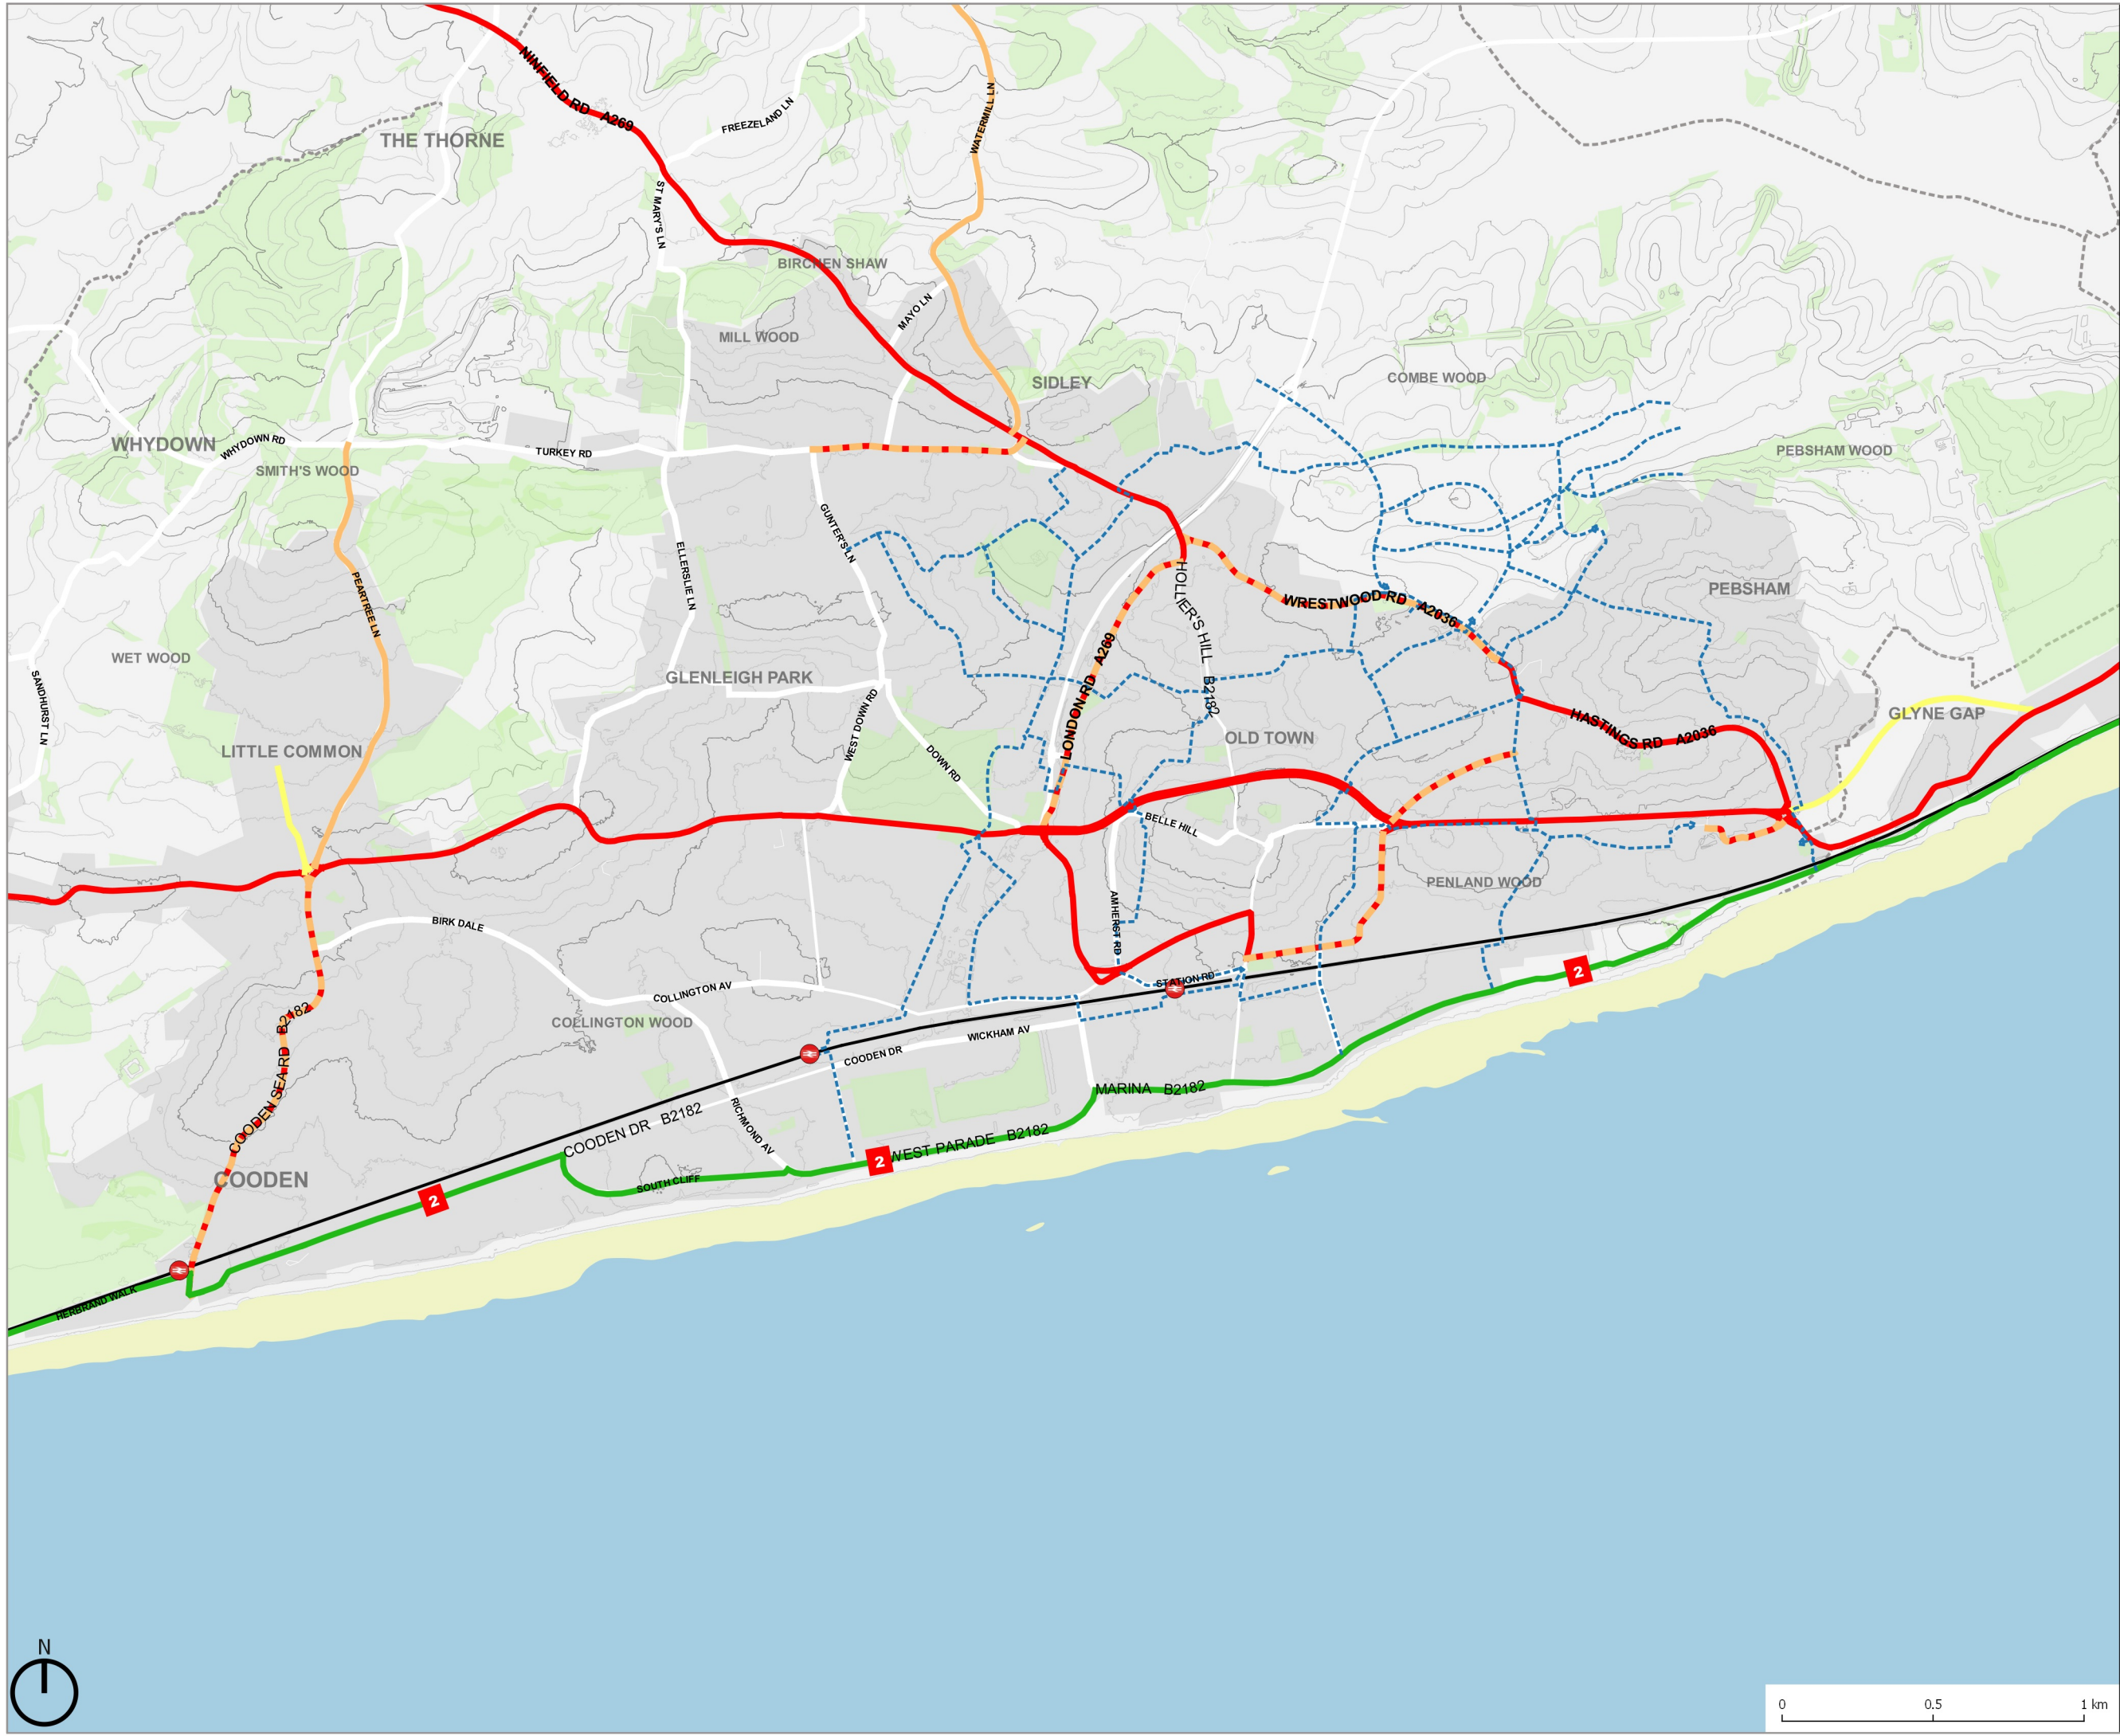 NINFIELD RD A269
WATERMILL LN
FREEZELAND LN
THE THORNE
ST MARY'S LN
BIRCHEN SHAW
MAYO LN
MILL WOOD
SIDLEY
COMBE WOOD
WHYDOWN
WHYDOWN RD
TURKEY RD
PEBSHAM WOOD
SMITH'S WOOD
GUNTER'S LN
ELLERSLIE LN
PEARTREE LN
HOLLIER'S HILL B2182
WRESTWOOD RD A2036
PEBSHAM
WET WOOD
LONDON RD A269
GLENLEIGH PARK
SANDHURST LN
WEST DOWN RD
GLYNE GAP
HASTINGS RD A2036
OLD TOWN
LITTLE COMMON
DOWN RD
BELLE HILL
PENLAND WOOD
BIRK DALE
AMHERST RD
2
STATION RD
COLLINGTON AV
COLLINGTON WOOD
WICKHAM AV
COODEN DR
COODEN SEA RD B2182
MARINA B2182
COODEN DR B2182
RICHMOND AV
WEST PARADE B2182
2
SOUTH CLIFF
COODEN
2
HERBRAND WALK
N
0 0.5 1 km